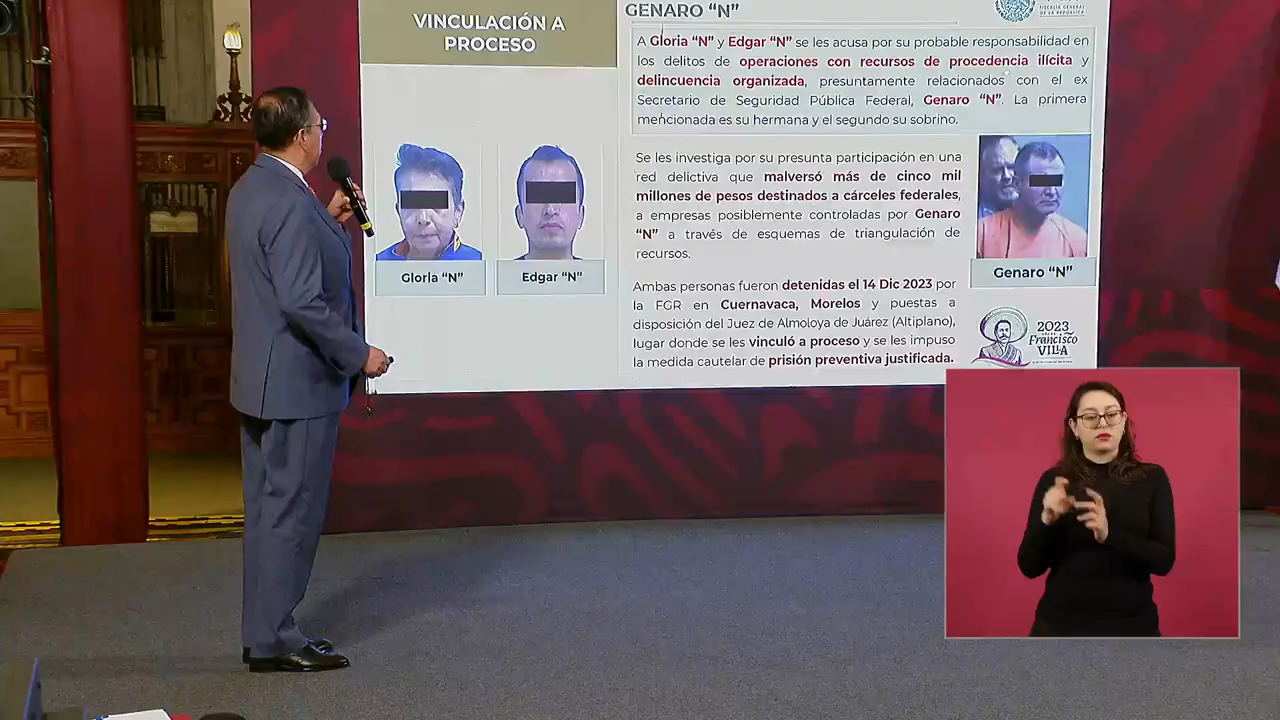 VINCULACIÓN A
PROCESO
GENARO “N”
FISCALÍA GENERAL
DE LA REPÚBLICA
A Gloria “N” y Edgar “N” se les acusa por su probable responsabilidad en
los delitos de operaciones con recursos de procedencia ilícita y
delincuencia organizada, presuntamente relacionados con el ex
Secretario de Seguridad Pública Federal, Genaro “N”. La primera
mencionada es su hermana y el segundo su sobrino.
Se les investiga por su presunta participación en una
red delictiva que malversó más de cinco mil
millones de pesos destinados a cárceles federales,
a empresas posiblemente controladas por Genaro
“N” a través de esquemas de triangulación de
recursos.
Gloria “N”
Edgar “N”
Genaro “N”
Ambas personas fueron detenidas el 14 Dic 2023 por
la FGR en Cuernavaca, Morelos y puestas a
disposición del Juez de Almoloya de Juárez (Altiplano),
lugar donde se les vinculó a proceso y se les impuso
la medida cautelar de prisión preventiva justificada.
2023
Francisco
VILLA